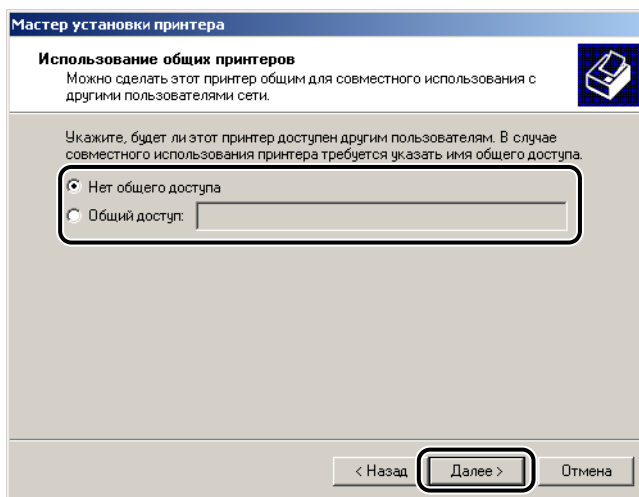 Мастер установки принтера
Использование общих принтеров
Можно сделать этот принтер общим для совместного использования с
другими пользователями сети.
Укажите, будет ли этот принтер доступен другим пользователям. В случае
совместного использования принтера требуется указать имя общего доступа.
Нет общего доступа
Общий доступ:
< Назад
Далее >
Отмена